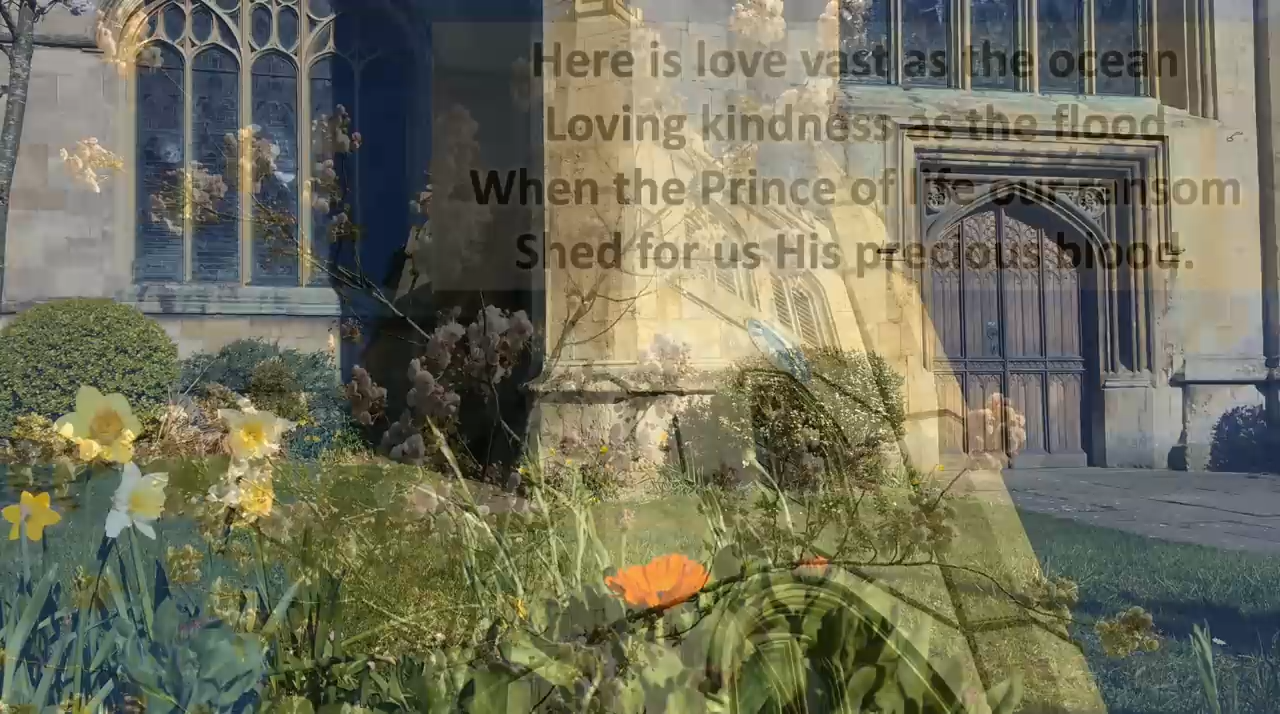 Here is love vast as the ocean
Loving kindness as the flood
When the Prince of life our ransom
Shed for us His precious blood.